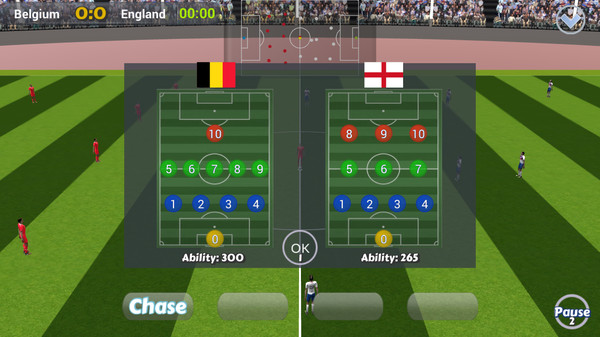 Belgium 0:0 England 00:00
10 8 9 10
5 6 7 8 9 5 6 7
1 2 3 4 1 2 3 4
0 0
OK
Ability: 300 Ability: 265
Chase
Pause
2